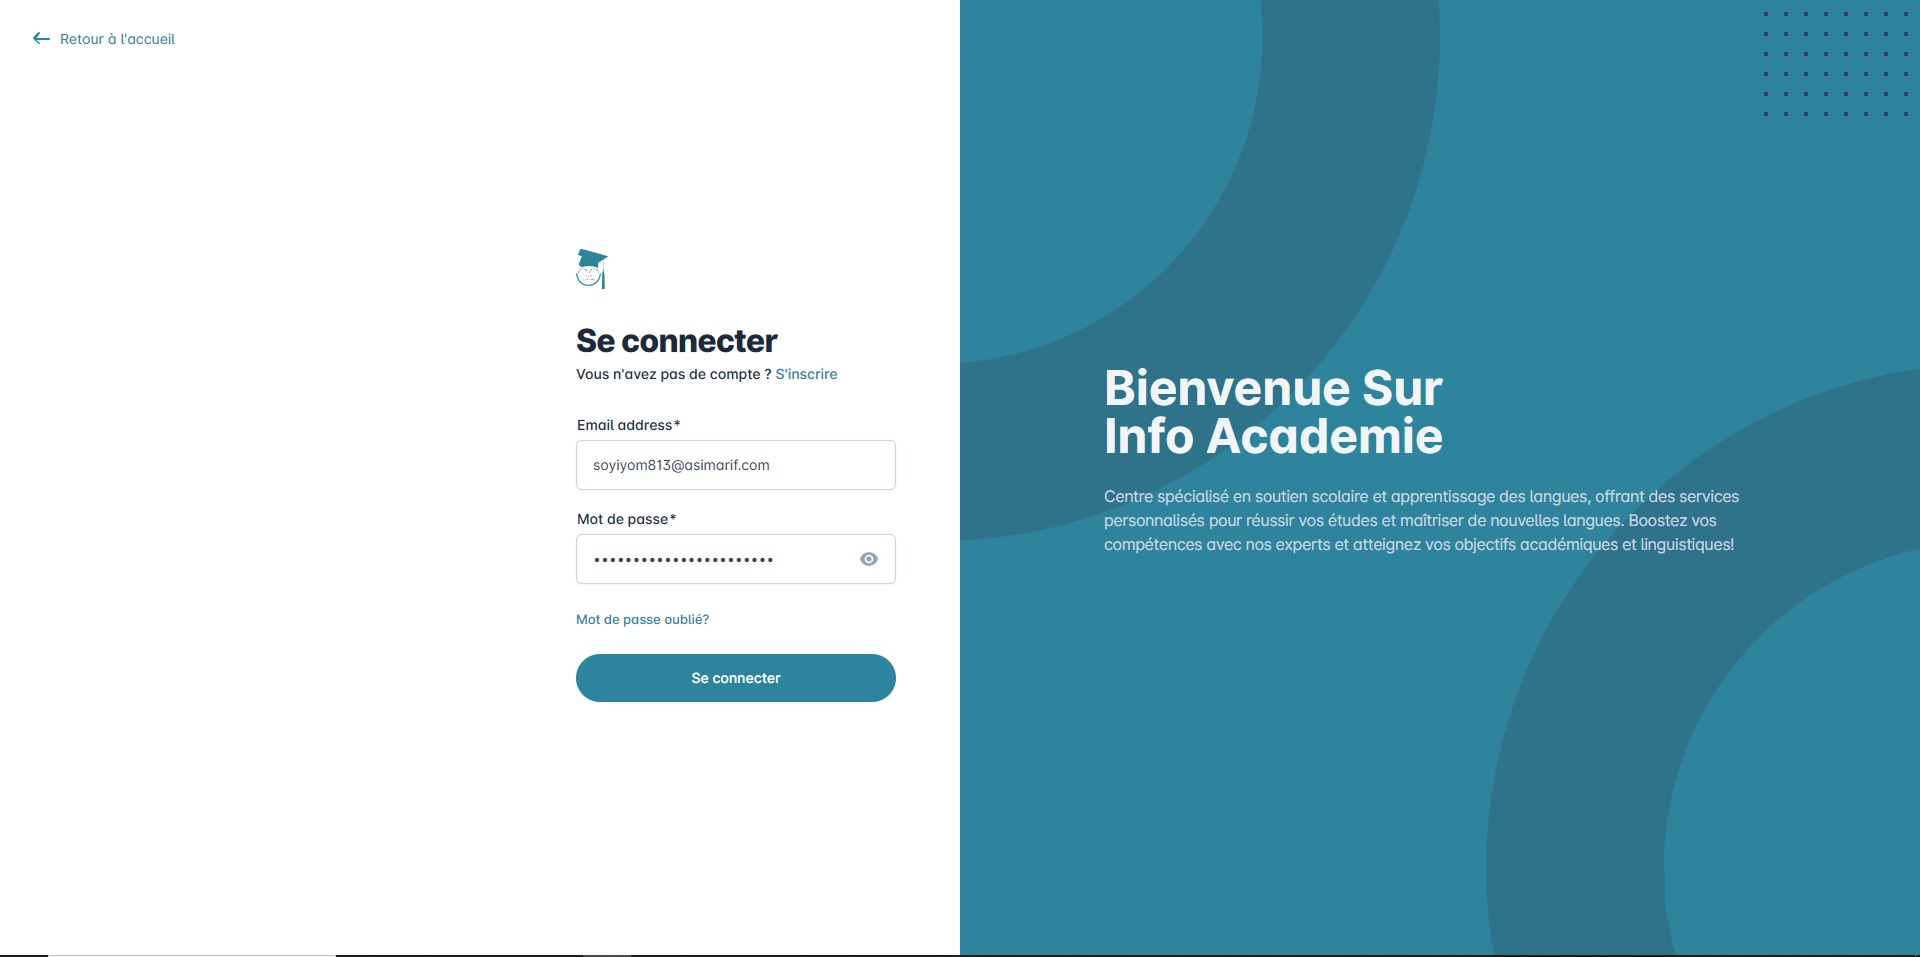 Retour à l'accueil
Se connecter
Vous n'avez pas de compte ? S'inscrire
Email address*
soyiyom813@asimarif.com
Mot de passe*
•••••••••••••••••••••••
Mot de passe oublié?
Se connecter
Bienvenue Sur
Info Academie
Centre spécialisé en soutien scolaire et apprentissage des langues, offrant des services
personnalisés pour réussir vos études et maîtriser de nouvelles langues. Boostez vos
compétences avec nos experts et atteignez vos objectifs académiques et linguistiques!